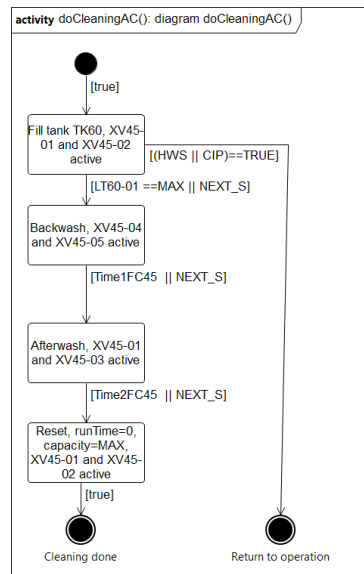 activity doCleaningAC(): diagram doCleaningAC()
[true]
Fill tank TK60, XV45-
01 and XV45-02
active
[(HWS || CIP)==TRUE]
[LT60-01 ==MAX || NEXT_S]
Backwash, XV45-04
and XV45-05 active
[Time1FC45 || NEXT_S]
Afterwash, XV45-01
and XV45-03 active
[Time2FC45 || NEXT_S]
Reset, runTime=0,
capacity=MAX,
XV45-01 and XV45-
02 active
[true]
Cleaning done
Return to operation